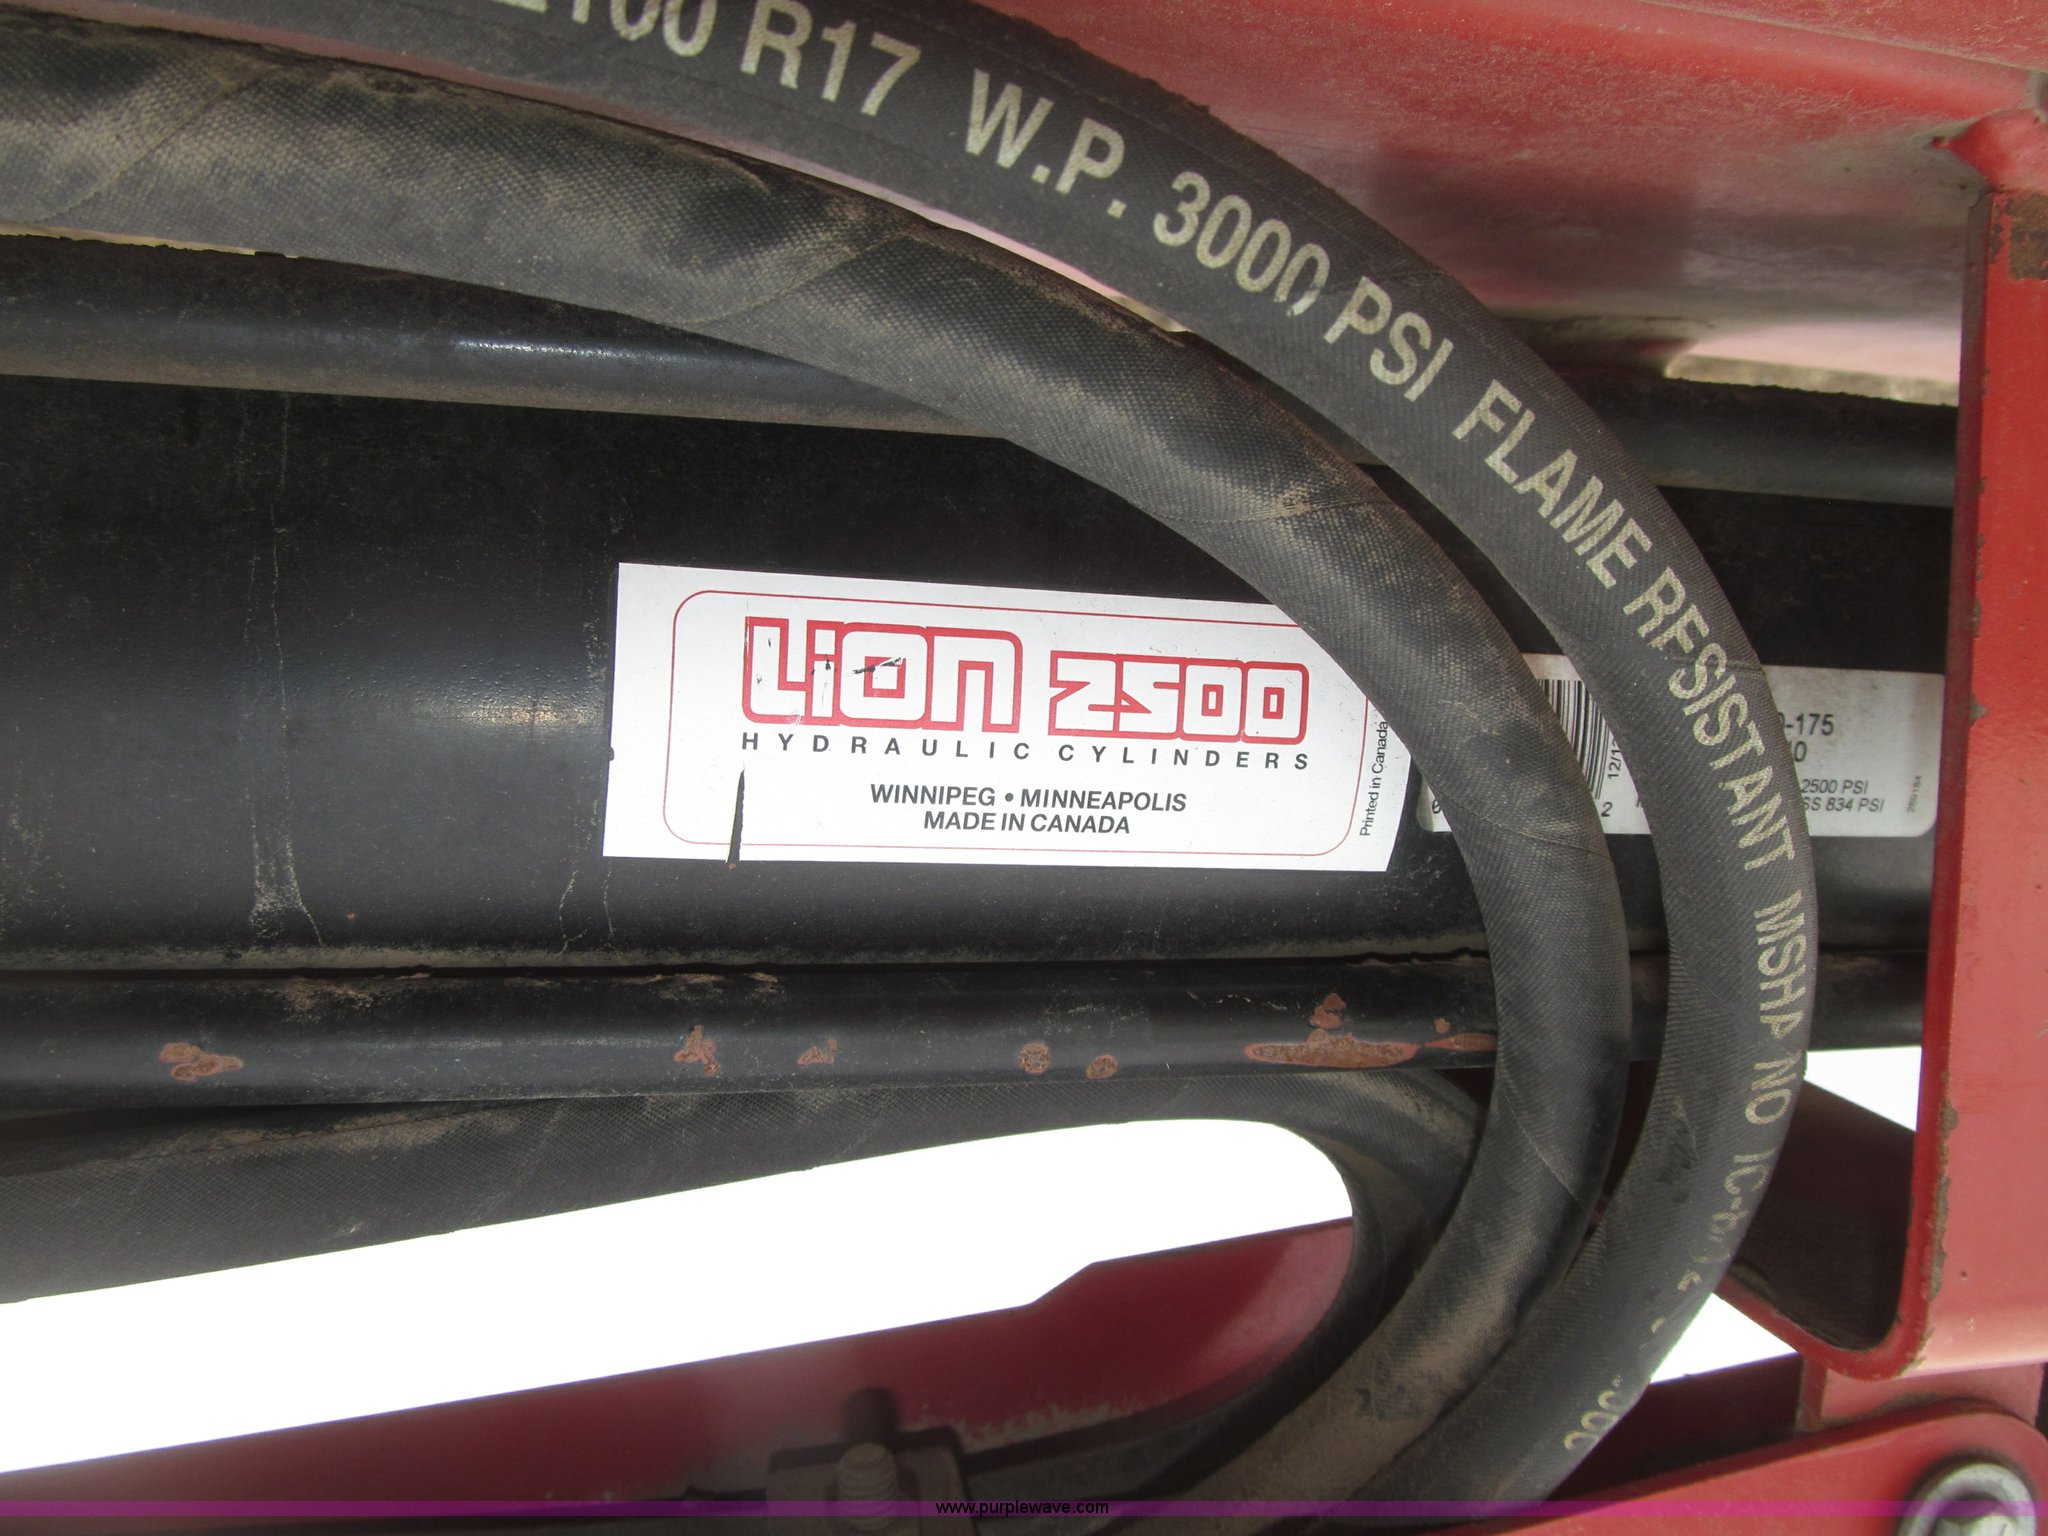 R17 W.P. 3000 PSI FLAME RESISTANT MSHA NO
LION 2500
HYDRAULIC CYLINDERS
WINNIPEG • MINNEAPOLIS
MADE IN CANADA
Printed in Canada
-175
2500 PSI
834 PSI
www.purplewave.com